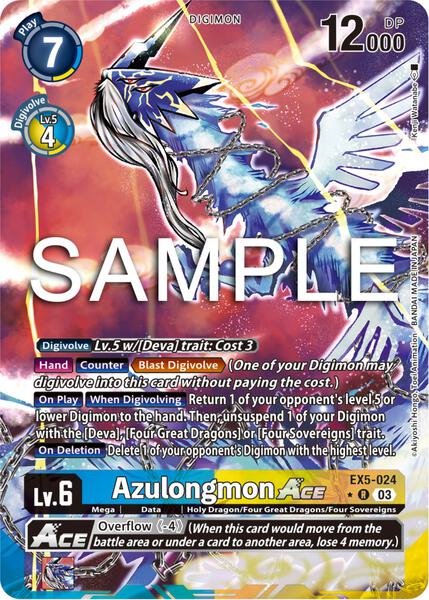 Play
7
DIGIMON
DP
12000
Digivolve
Lv.5
4
Kenji Watanabe
SAMPLE
©Akiyoshi Hongo, Toei Animation BANDAI MADE IN JAPAN
Digivolve Lv.5 w/[Deva] trait: Cost 3
Hand Counter Blast Digivolve (One of your Digimon may
digivolve into this card without paying the cost.)
On Play When Digivolving Return 1 of your opponent's level 5 or
lower Digimon to the hand. Then, unsuspend 1 of your Digimon
with the [Deva], [Four Great Dragons] or [Four Sovereigns] trait.
On Deletion Delete 1 of your opponent's Digimon with the highest level.
Lv.6
Azulongmon ACE
EX5-024
R 03
Mega Data Holy Dragon/Four Great Dragons/Four Sovereigns
ACE
Overflow 《-4》 (When this card would move from the
battle area or under a card to another area, lose 4 memory.)